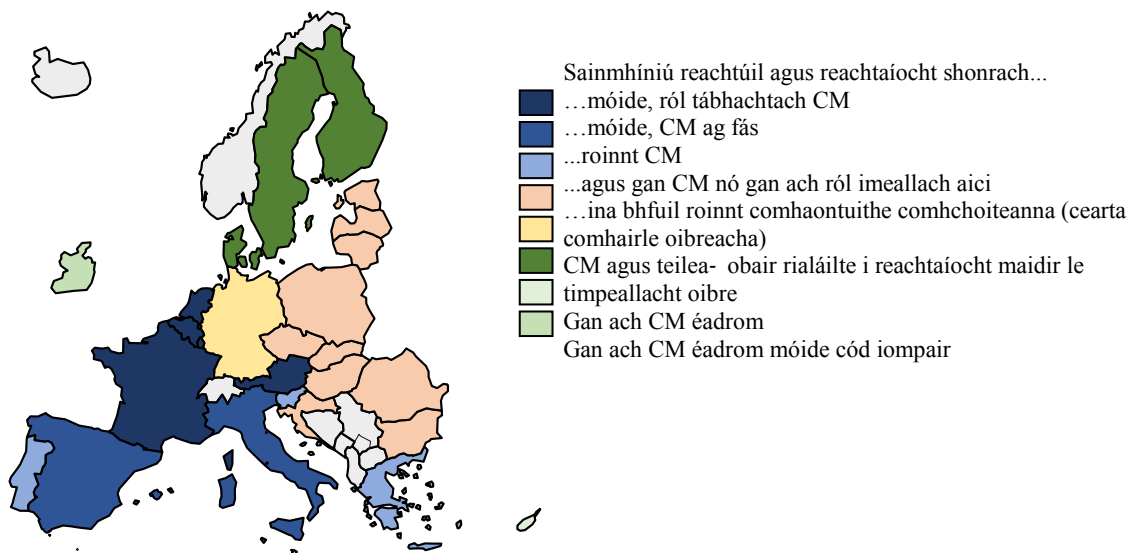 Sainmhíniú reachtúil agus reachtaíocht shonrach...
…móide, ról tábhachtach CM
…móide, CM ag fás
...roinnt CM
...agus gan CM nó gan ach ról imeallach aici
…ina bhfuil roinnt comhaontuithe comhchoiteanna (cearta
comhairle oibreacha)
CM agus teilea- obair rialáilte i reachtaíocht maidir le
timpeallacht oibre
Gan ach CM éadrom
Gan ach CM éadrom móide cód iompair